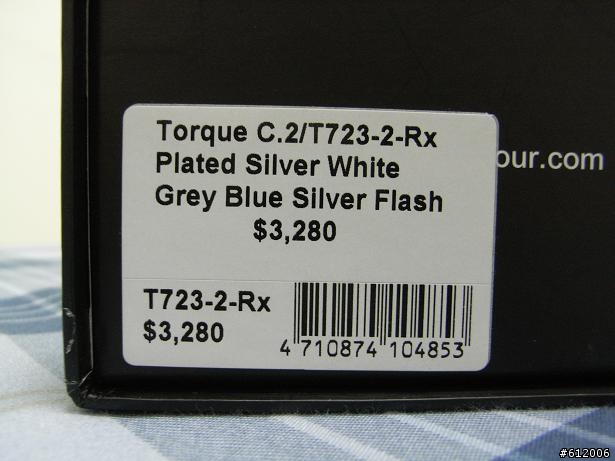 Torque C.2/T723-2-Rx
Plated Silver White
Grey Blue Silver Flash
$3,280
our.com
T723-2-Rx
$3,280
4 710874 104853
#612006